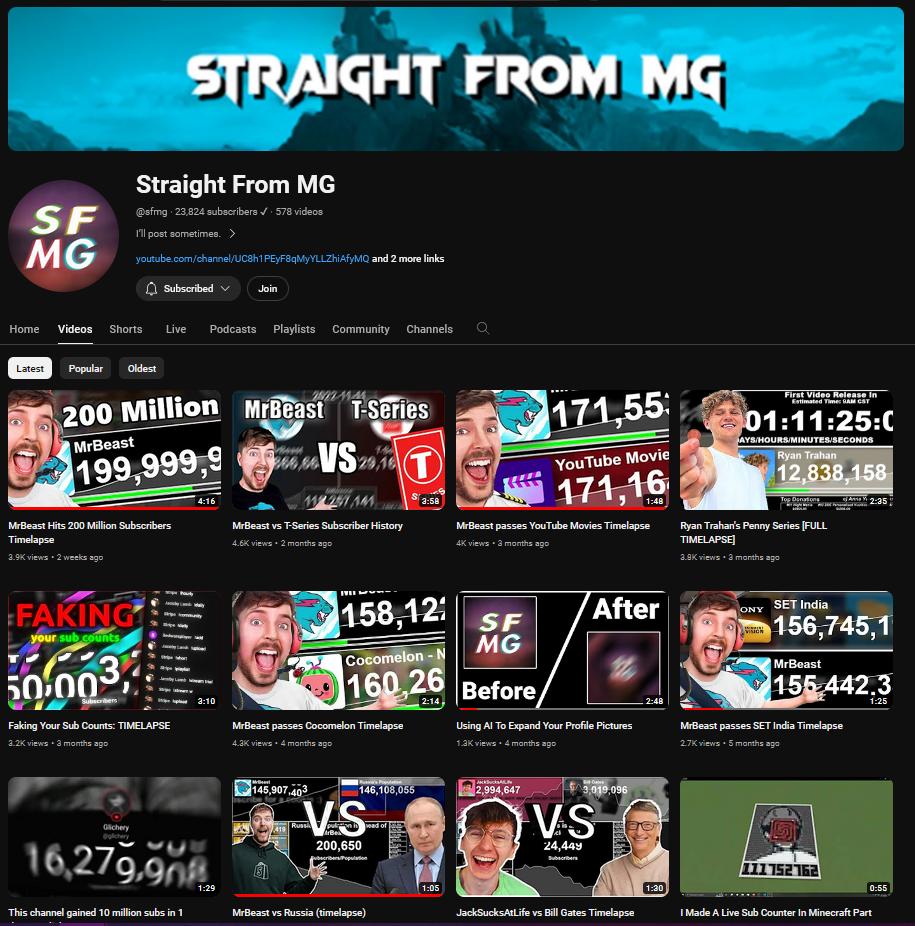 STRAIGHT FROM MG
SF
MG
Straight From MG
@sfmg · 23,824 subscribers ✓ · 578 videos
I'll post sometimes.
youtube.com/channel/UC8h1PEyF8qMyYLLZhiAfyMQ and 2 more links
Subscribed
Join
Home Videos Shorts Live Podcasts Playlists Community Channels
Latest Popular Oldest
200 Million
MrBeast
199,999,9
4:16
MrBeast Hits 200 Million Subscribers
Timelapse
3.9K views • 2 weeks ago
MrBeast T-Series
VS
3:58
MrBeast vs T-Series Subscriber History
4.6K views • 2 months ago
171,55
YouTube Movie
171,16
1:48
MrBeast passes YouTube Movies Timelapse
4K views • 3 months ago
First Video Release In
Estimated Time: 9AM CST
01:11:25:0
DAYS/HOURS/MINUTES/SECONDS
Ryan Trahan
12,838,158
Top Donations
2:35
Ryan Trahan's Penny Series [FULL
TIMELAPSE]
3.8K views • 3 months ago
FAKING
your sub counts
Subscribers
3:10
Faking Your Sub Counts: TIMELAPSE
3.2K views • 3 months ago
158,122
Cocomelon - N
160,26
2:14
MrBeast passes Cocomelon Timelapse
4.3K views • 4 months ago
SF
MG
After
Before
2:48
Using AI To Expand Your Profile Pictures
1.3K views • 4 months ago
SET India
156,745,1
MrBeast
155,442,3
1:25
MrBeast passes SET India Timelapse
2.7K views • 5 months ago
Glichery
@glichery
1:29
This channel gained 10 million subs in 1
MrBeast
Russia's Population
146,108,055
VS
200,650
Subscribers/Population
1:05
MrBeast vs Russia (timelapse)
JackSucksAtLife
2,994,647
Bill Gates
3,019,096
VS
24,449
Subscribers
1:30
JackSucksAtLife vs Bill Gates Timelapse
111,752,162
0:55
I Made A Live Sub Counter In Minecraft Part